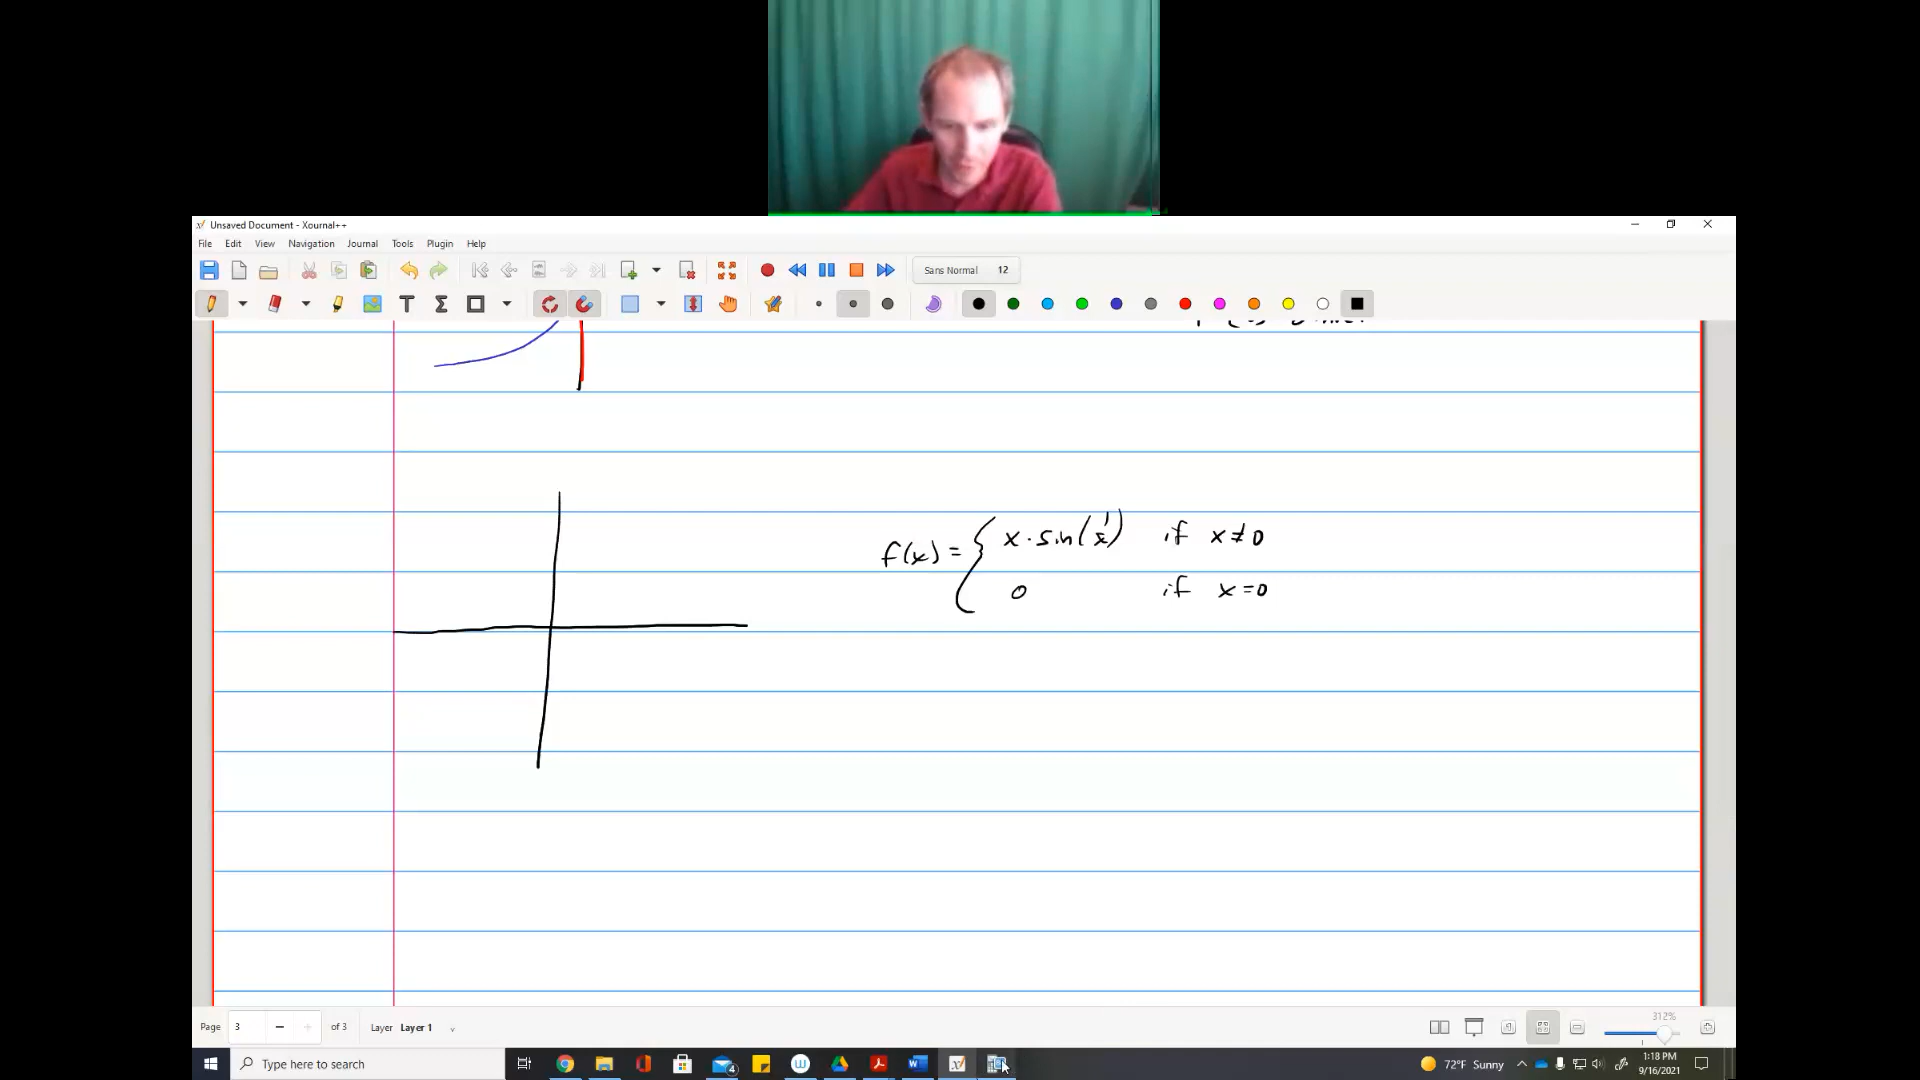 Unsaved Document - Xournal++
File Edit View Navigation Journal Tools Plugin Help
Sans Normal 12
f(x) = { x · sin(1/x) if x ≠ 0
0 if x = 0
312%
Page 3 of 3 Layer Layer 1
Type here to search
4
72°F Sunny
1:18 PM
9/16/2021